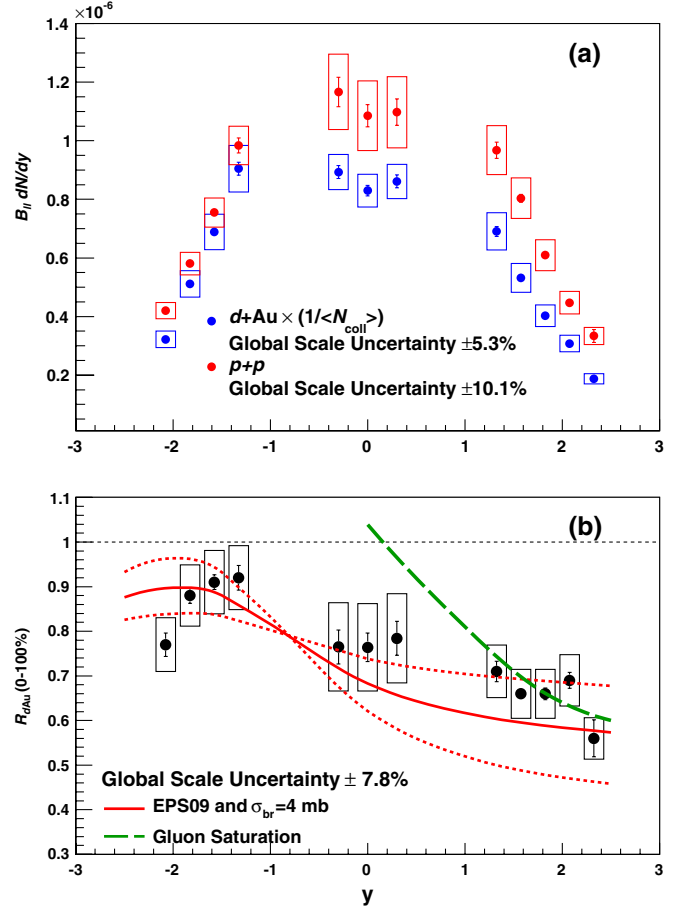 ×10⁻⁶
(a)
1.4
1.2
1
0.8
0.6
0.4
0.2
B_ll dN/dy
d+Au × (1/<N_coll>)
Global Scale Uncertainty ±5.3%
p+p
Global Scale Uncertainty ±10.1%
-3 -2 -1 0 1 2 3
(b)
1.1
1
0.9
0.8
0.7
0.6
0.5
0.4
0.3
R_dAu (0-100%)
Global Scale Uncertainty ± 7.8%
EPS09 and σ_br=4 mb
Gluon Saturation
-3 -2 -1 0 1 2 3
y